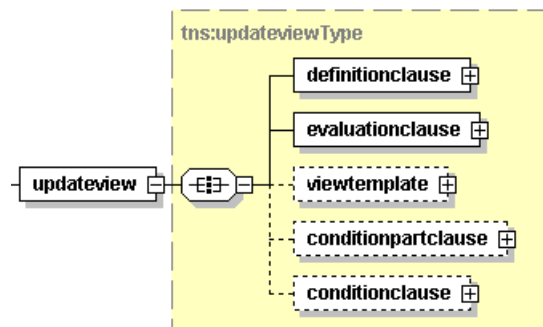 tns:updateviewType
definitionclause
evaluationclause
updateview
viewtemplate
conditionpartclause
conditionclause